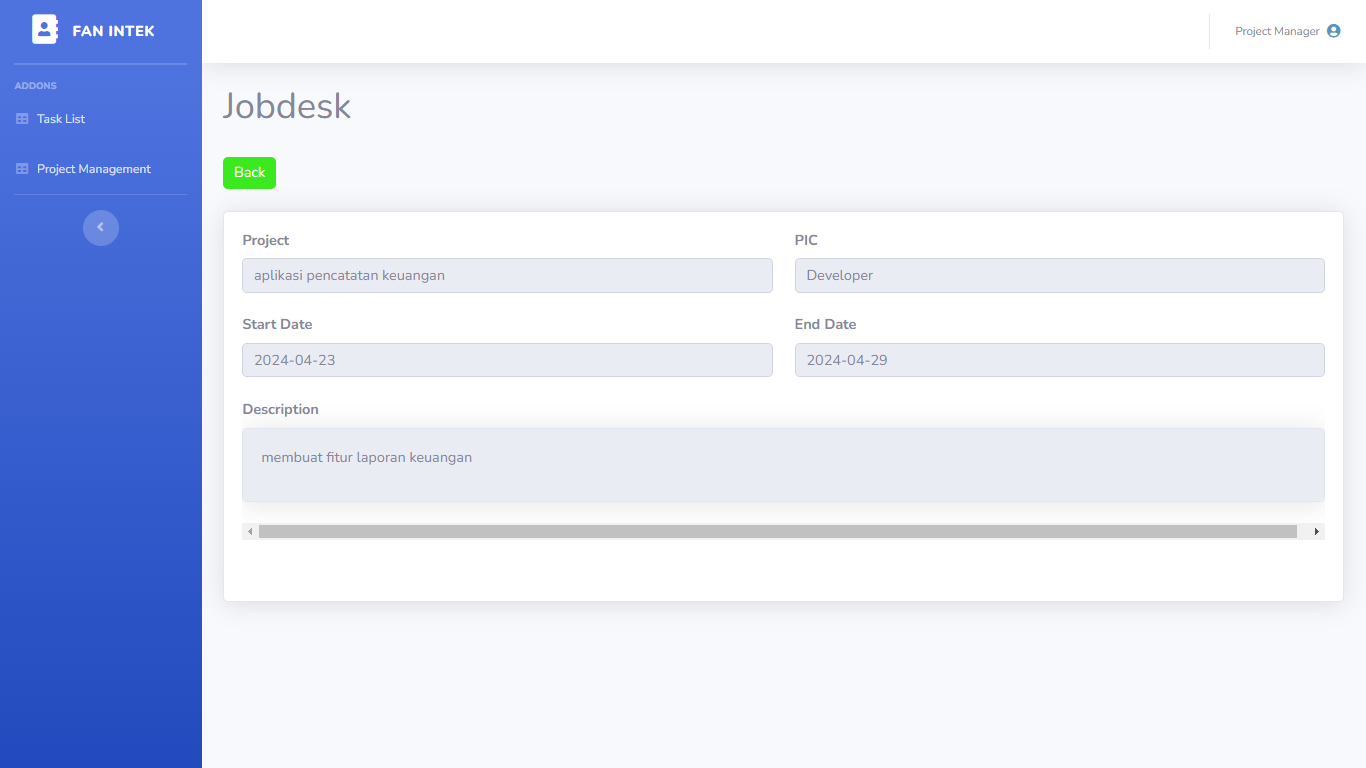 FAN INTEK
Project Manager
ADDONS
Task List
Project Management
Jobdesk
Back
Project
PIC
aplikasi pencatatan keuangan
Developer
Start Date
End Date
2024-04-23
2024-04-29
Description
membuat fitur laporan keuangan